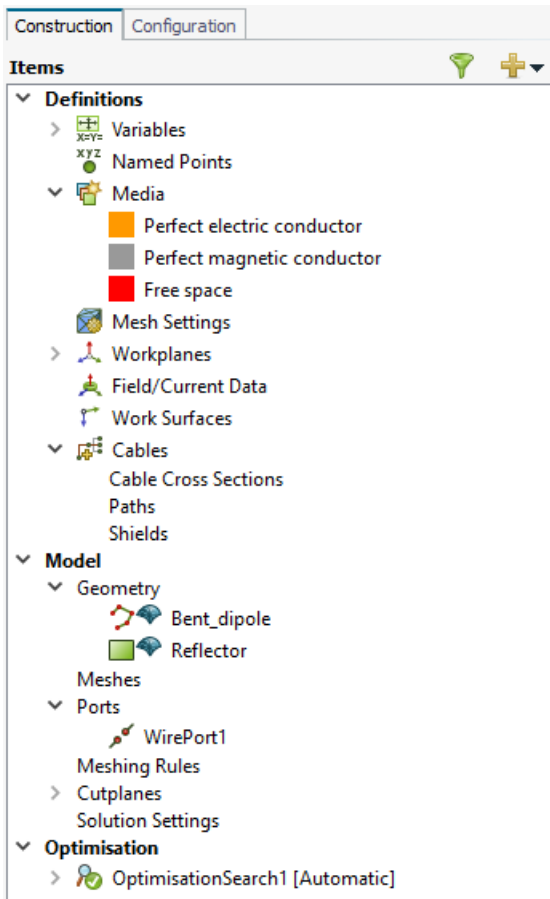 Construction Configuration
Items
Definitions
X=Y= Variables
xyz Named Points
Media
Perfect electric conductor
Perfect magnetic conductor
Free space
Mesh Settings
Workplanes
Field/Current Data
Work Surfaces
Cables
Cable Cross Sections
Paths
Shields
Model
Geometry
Bent_dipole
Reflector
Meshes
Ports
WirePort1
Meshing Rules
Cutplanes
Solution Settings
Optimisation
OptimisationSearch1 [Automatic]